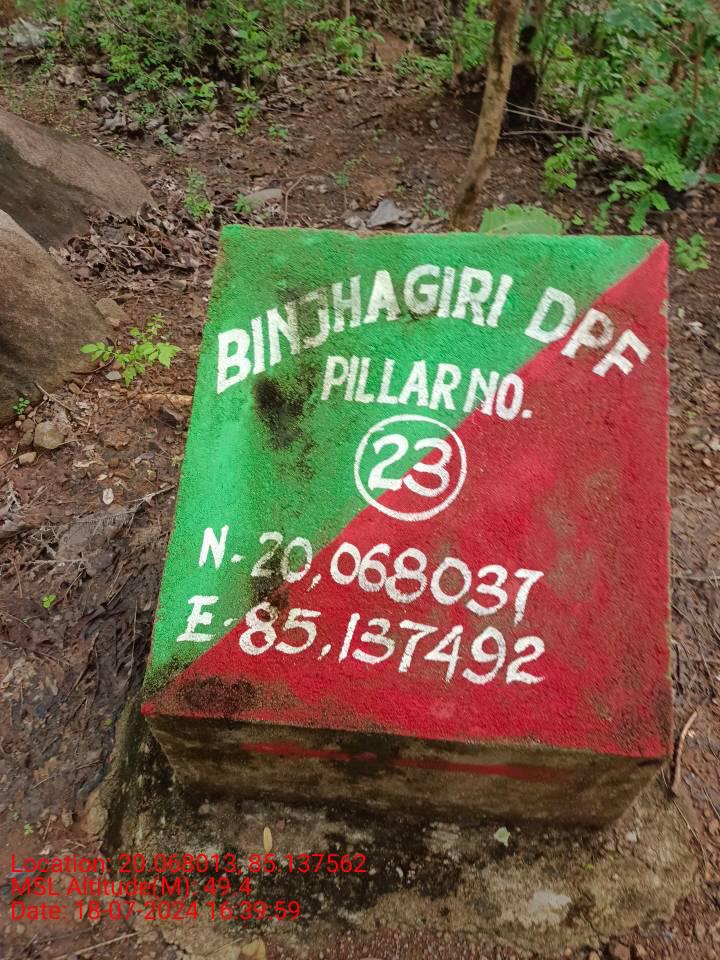 BINJHAGIRI DPF
PILLAR NO.
23
N-20,068037
E-85,137492
Location: 20.068013, 85.137562
MSL Altitude(M): 49.4
Date: 18-07-2024 16:39:59